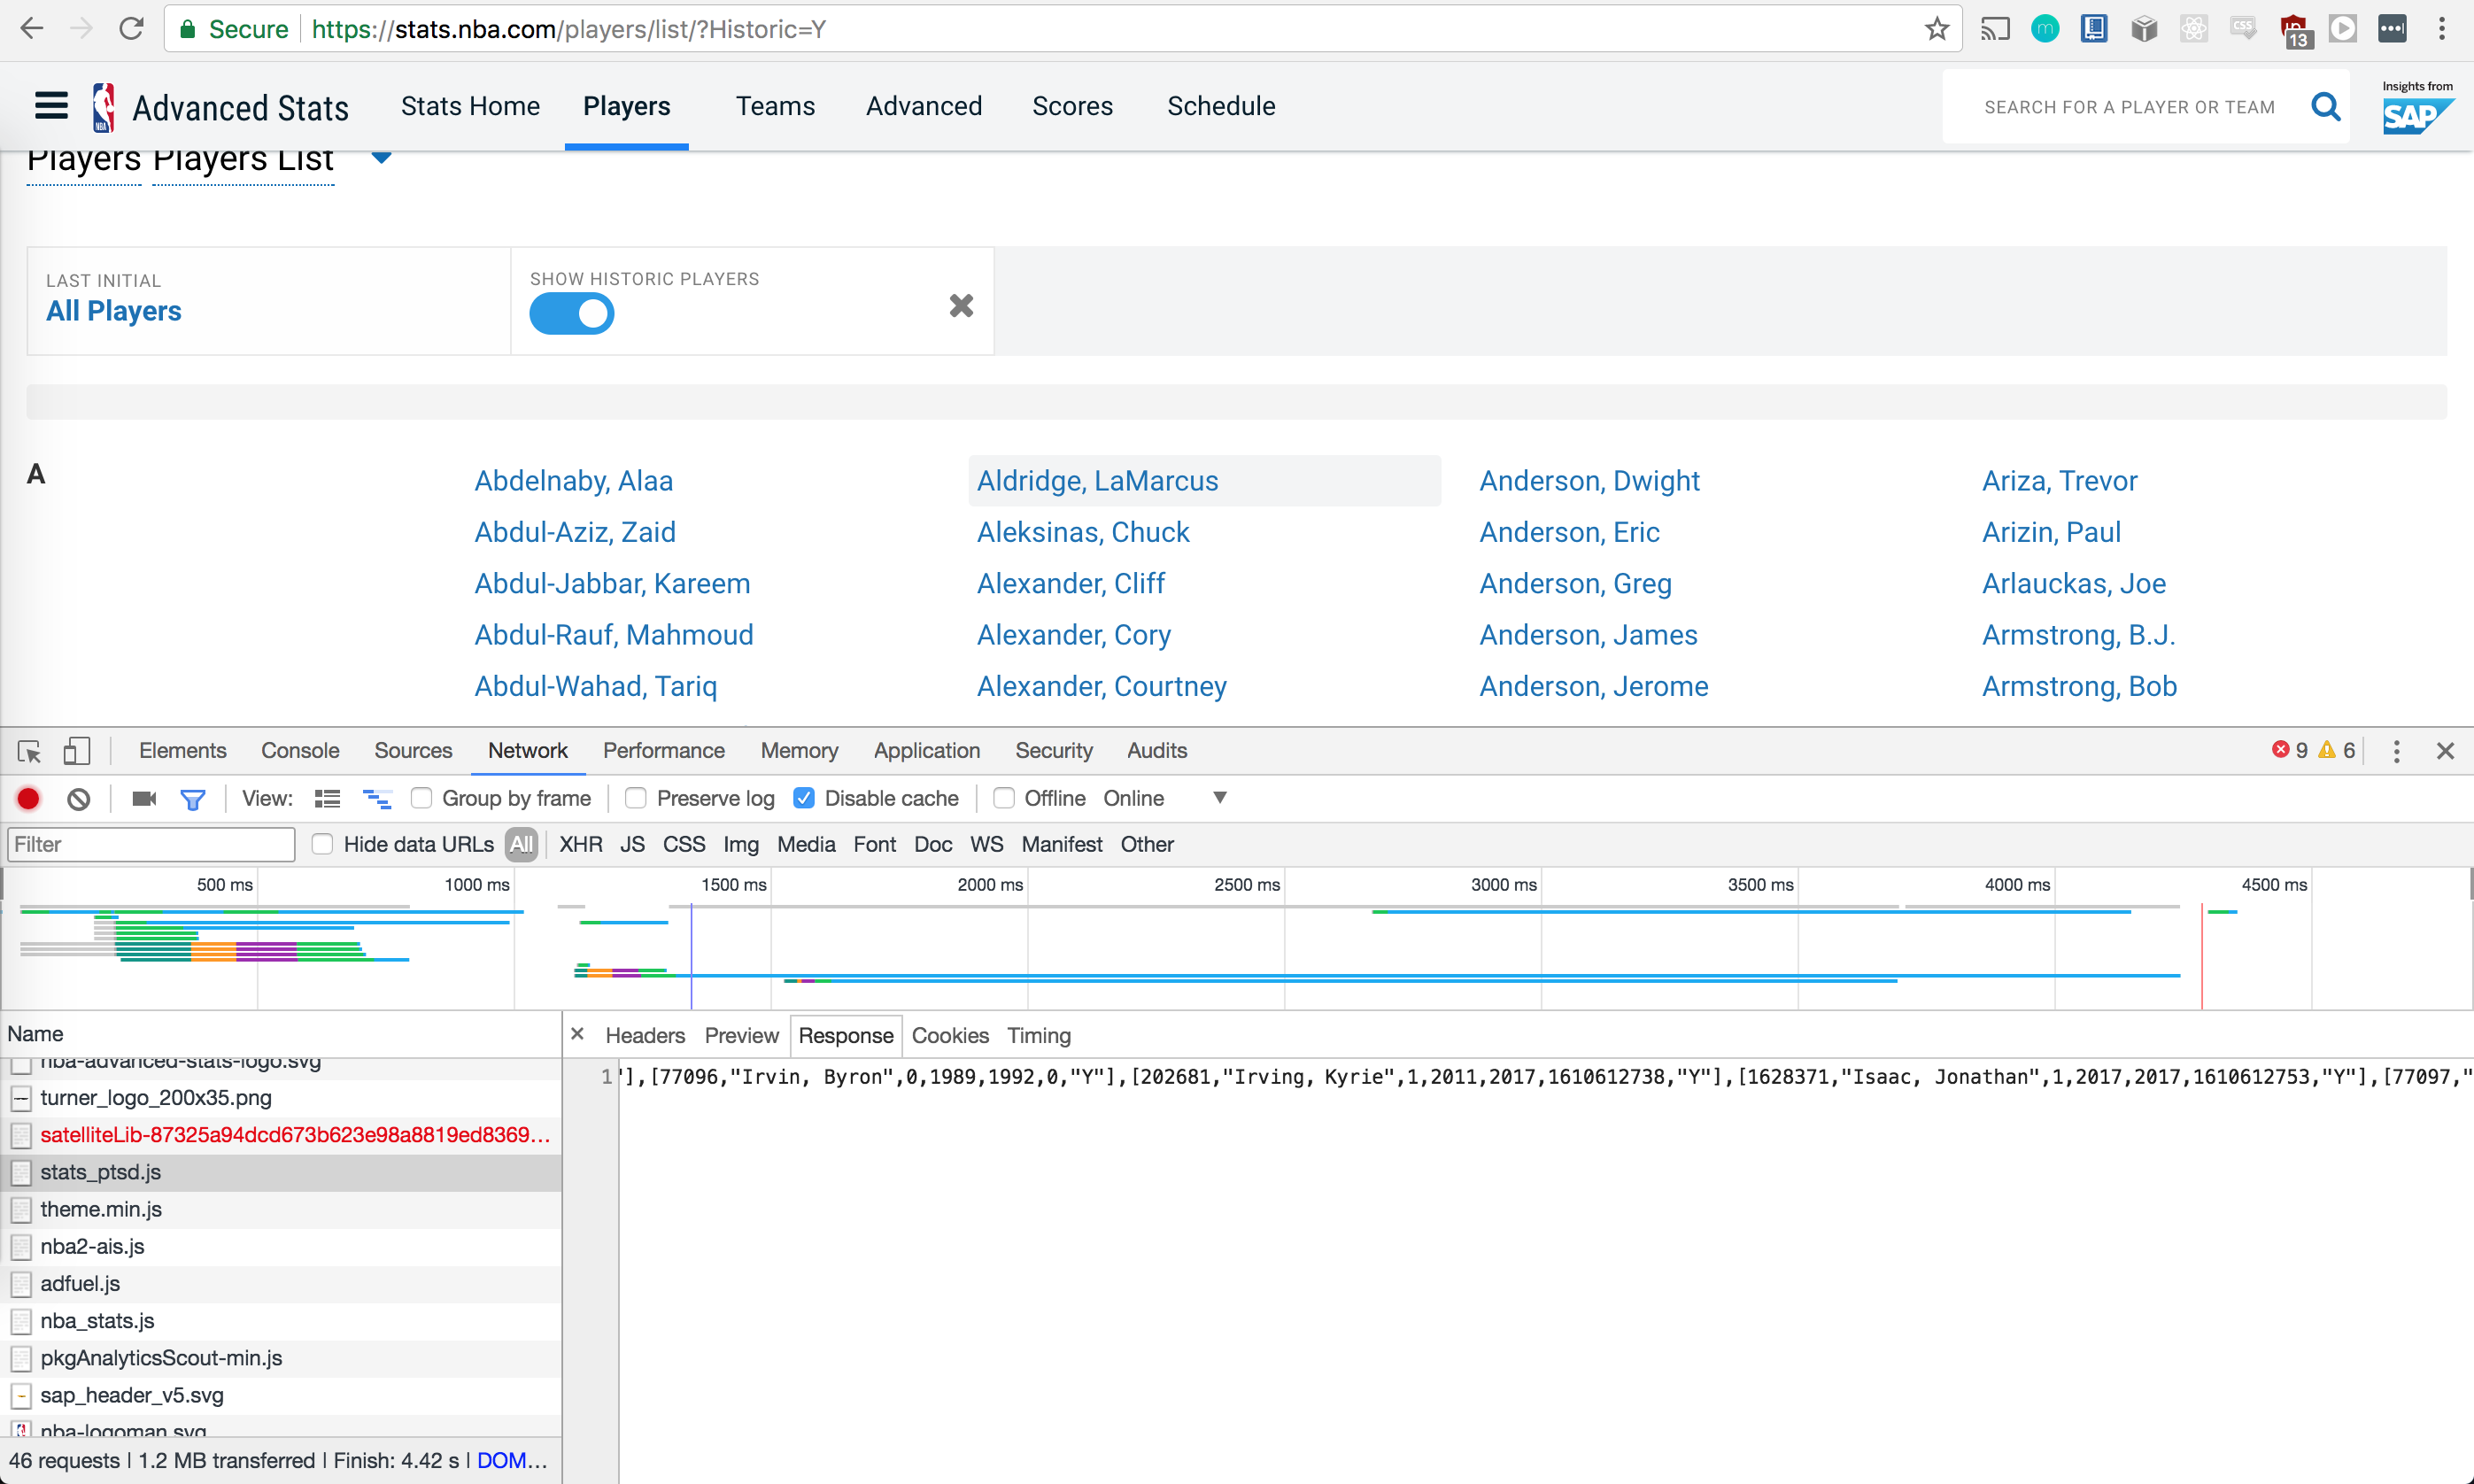 Secure https://stats.nba.com/players/list/?Historic=Y
13
Advanced Stats Stats Home Players Teams Advanced Scores Schedule SEARCH FOR A PLAYER OR TEAM
Insights from
SAP
NBA
Players Players List
LAST INITIAL
All Players
SHOW HISTORIC PLAYERS
A
Abdelnaby, Alaa Aldridge, LaMarcus Anderson, Dwight Ariza, Trevor
Abdul-Aziz, Zaid Aleksinas, Chuck Anderson, Eric Arizin, Paul
Abdul-Jabbar, Kareem Alexander, Cliff Anderson, Greg Arlauckas, Joe
Abdul-Rauf, Mahmoud Alexander, Cory Anderson, James Armstrong, B.J.
Abdul-Wahad, Tariq Alexander, Courtney Anderson, Jerome Armstrong, Bob
Elements Console Sources Network Performance Memory Application Security Audits 9 6
View: Group by frame Preserve log Disable cache Offline Online
Filter Hide data URLs All XHR JS CSS Img Media Font Doc WS Manifest Other
500 ms 1000 ms 1500 ms 2000 ms 2500 ms 3000 ms 3500 ms 4000 ms 4500 ms
Name
Headers Preview Response Cookies Timing
nba-advanced-stats-logo.svg
turner_logo_200x35.png
satelliteLib-87325a94dcd673b623e98a8819ed8369...
stats_ptsd.js
theme.min.js
nba2-ais.js
adfuel.js
nba_stats.js
pkgAnalyticsScout-min.js
sap_header_v5.svg
nba-logoman.svg
1 "],[77096,"Irvin, Byron",0,1989,1992,0,"Y"],[202681,"Irving, Kyrie",1,2011,2017,1610612738,"Y"],[1628371,"Isaac, Jonathan",1,2017,2017,1610612753,"Y"],[77097,"
46 requests | 1.2 MB transferred | Finish: 4.42 s | DOM...